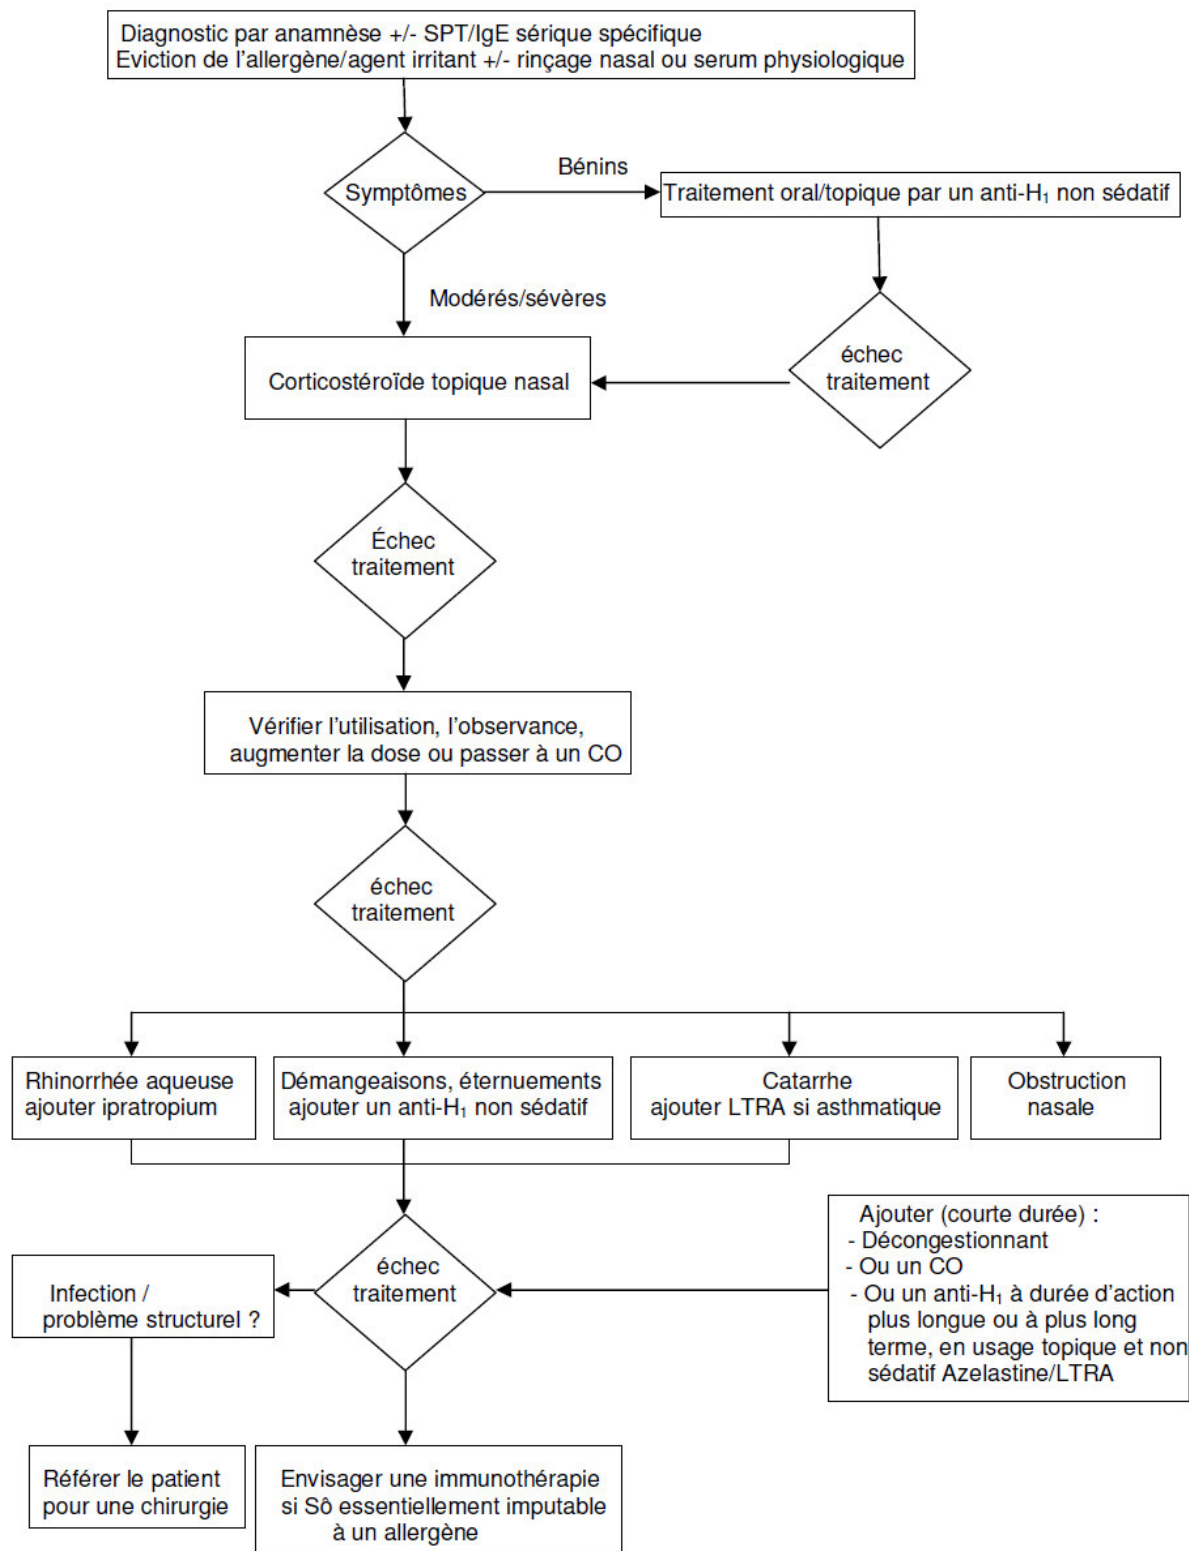 Diagnostic par anamnèse +/- SPT/IgE sérique spécifique
Eviction de l’allergène/agent irritant +/- rinçage nasal ou serum physiologique
Symptômes
Bénins
Traitement oral/topique par un anti-H₁ non sédatif
Modérés/sévères
échec
traitement
Corticostéroïde topique nasal
Échec
traitement
Vérifier l’utilisation, l’observance,
augmenter la dose ou passer à un CO
échec
traitement
Rhinorrhée aqueuse
ajouter ipratropium
Démangeaisons, éternuements
ajouter un anti-H₁ non sédatif
Catarrhe
ajouter LTRA si asthmatique
Obstruction
nasale
Ajouter (courte durée) :
- Décongestionnant
- Ou un CO
- Ou un anti-H₁ à durée d’action
plus longue ou à plus long
terme, en usage topique et non
sédatif Azelastine/LTRA
échec
traitement
Infection /
problème structurel ?
Référer le patient
pour une chirurgie
Envisager une immunothérapie
si Sô essentiellement imputable
à un allergène